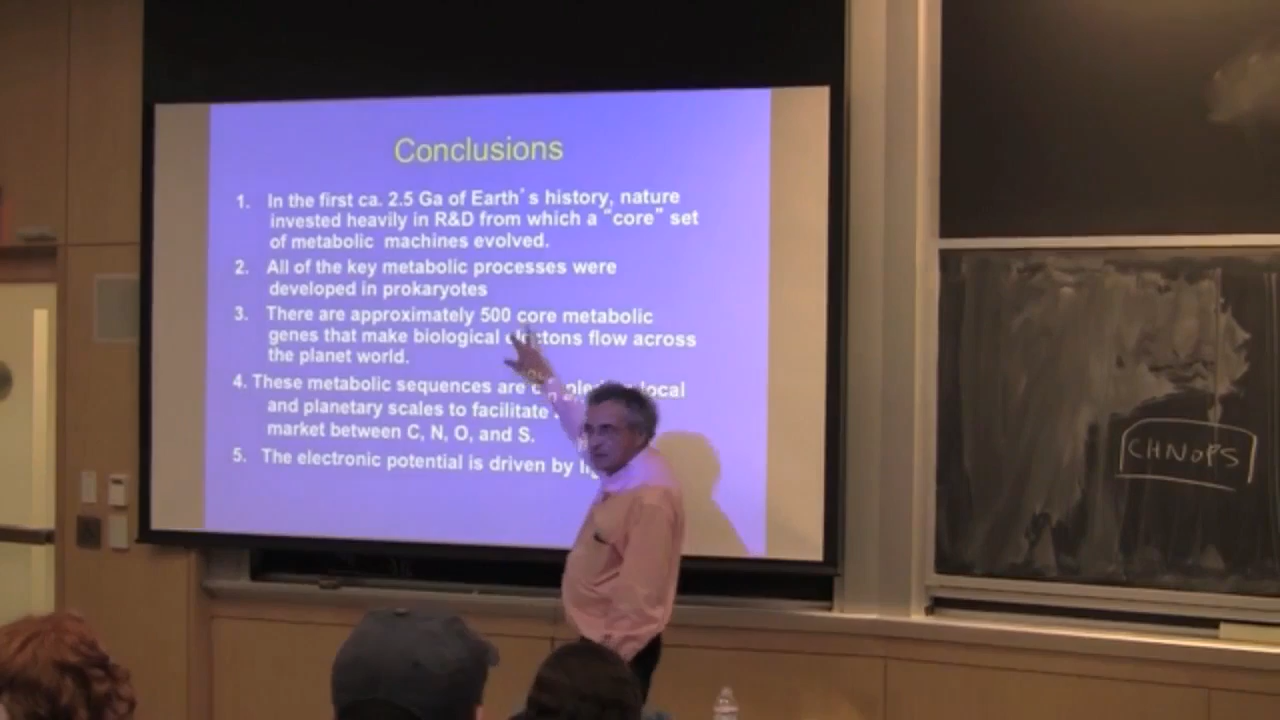 Conclusions
1. In the first ca. 2.5 Ga of Earth's history, nature
invested heavily in R&D from which a "core" set
of metabolic machines evolved.
2. All of the key metabolic processes were
developed in prokaryotes
3. There are approximately 500 core metabolic
genes that make biological flow across
the planet world.
4. These metabolic sequences are local
and planetary scales to facilitate
market between C, N, O, and S.
5. The electronic potential is driven by
CHNOPS